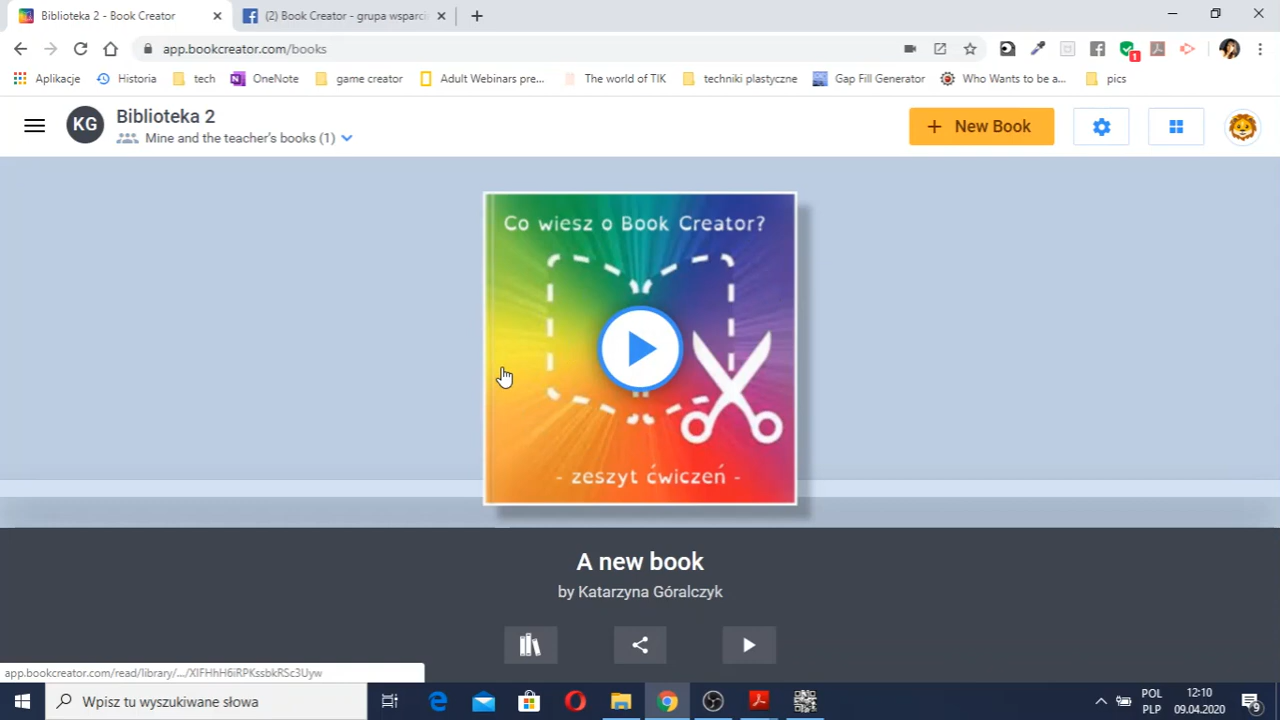 Biblioteka 2 - Book Creator
(2) Book Creator - grupa wsparci
app.bookcreator.com/books
1
Aplikacje
Historia
tech
OneNote
game creator
Adult Webinars pre...
The world of TIK
techniki plastyczne
Gap Fill Generator
Who Wants to be a...
pics
KG
Biblioteka 2
Mine and the teacher's books (1)
+ New Book
Co wiesz o Book Creator?
- zeszyt ćwiczeń -
A new book
by Katarzyna Góralczyk
app.bookcreator.com/read/library/.../XIFHhH6iRPKssbkRSc3Uyw
Wpisz tu wyszukiwane słowa
POL
PLP
12:10
09.04.2020
9